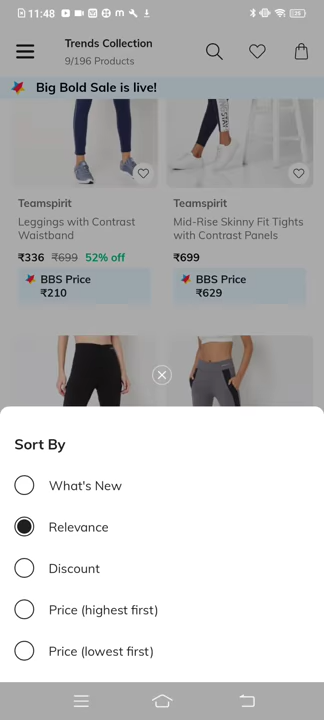 11:48
Trends Collection
9/196 Products
Big Bold Sale is live!
Teamspirit
Leggings with Contrast
Waistband
₹336 ₹699 52% off
BBS Price
₹210
Teamspirit
Mid-Rise Skinny Fit Tights
with Contrast Panels
₹699
BBS Price
₹629
Sort By
What's New
Relevance
Discount
Price (highest first)
Price (lowest first)